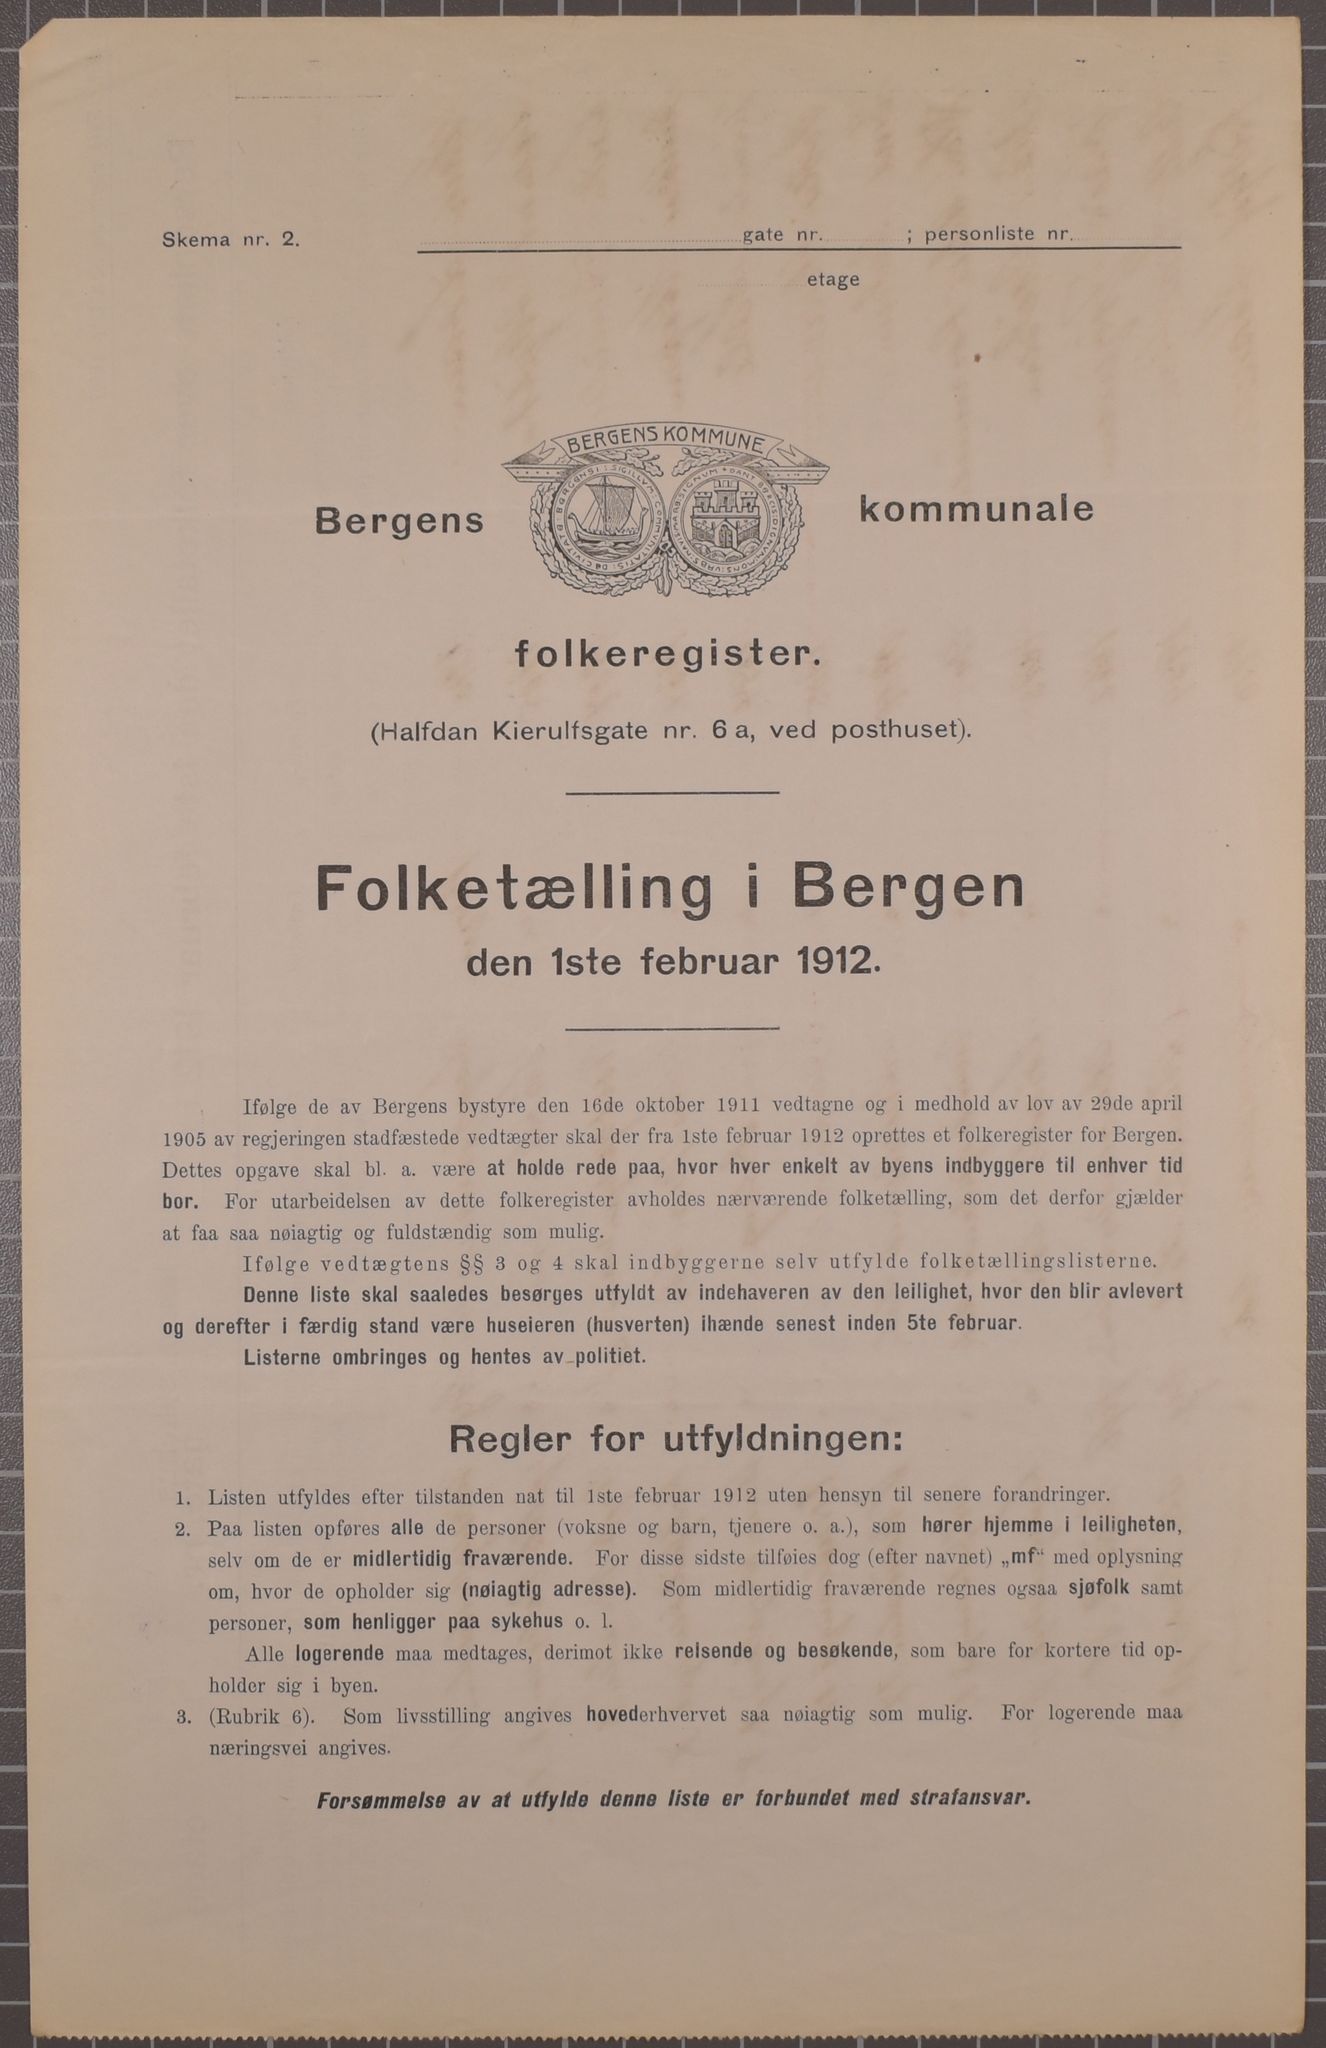 Skema nr. 2.
gate nr. ; personliste nr.
etage
BERGENS KOMMUNE
Bergens kommunale
folkeregister.
(Halfdan Kierulfsgate nr. 6 a, ved posthuset).
Folketælling i Bergen
den 1ste februar 1912.
Ifølge de av Bergens bystyre den 16de oktober 1911 vedtagne og i medhold av lov av 29de april
1905 av regjeringen stadfæstede vedtægter skal der fra 1ste februar 1912 oprettes et folkeregister for Bergen.
Dettes opgave skal bl. a. være at holde rede paa, hvor hver enkelt av byens indbyggere til enhver tid
bor. For utarbeidelsen av dette folkeregister avholdes nærværende folketælling, som det derfor gjælder
at faa saa nøiagtig og fuldstændig som mulig.
Ifølge vedtægtens §§ 3 og 4 skal indbyggerne selv utfylde folketællingslisterne.
Denne liste skal saaledes besørges utfyldt av indehaveren av den leilighet, hvor den blir avlevert
og derefter i færdig stand være huseieren (husverten) ihænde senest inden 5te februar.
Listerne ombringes og hentes av politiet.
Regler for utfyldningen:
1. Listen utfyldes efter tilstanden nat til 1ste februar 1912 uten hensyn til senere forandringer.
2. Paa listen opføres alle de personer (voksne og barn, tjenere o. a.), som hører hjemme i leiligheten,
selv om de er midlertidig fraværende. For disse sidste tilføies dog (efter navnet) „mf“ med oplysning
om, hvor de opholder sig (nøiagtig adresse). Som midlertidig fraværende regnes ogsaa sjøfolk samt
personer, som henligger paa sykehus o. l.
Alle logerende maa medtages, derimot ikke reisende og besøkende, som bare for kortere tid op-
holder sig i byen.
3. (Rubrik 6). Som livsstilling angives hovederhvervet saa nøiagtig som mulig. For logerende maa
næringsvei angives.
Forsømmelse av at utfylde denne liste er forbundet med strafansvar.